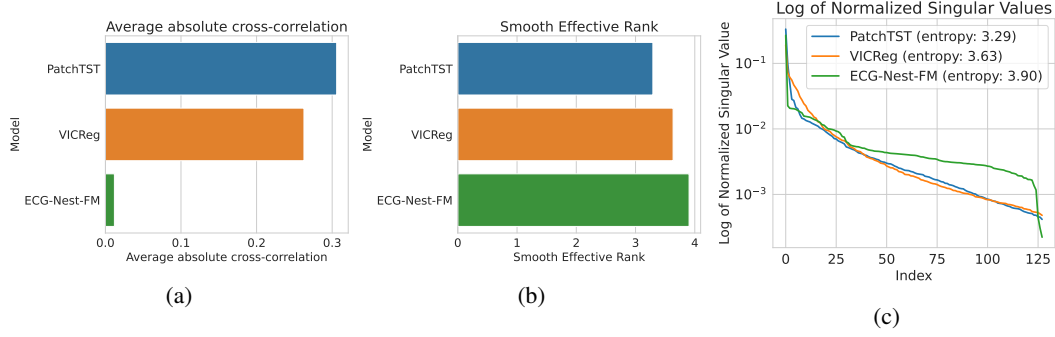 Average absolute cross-correlation
Model
PatchTST
VICReg
ECG-Nest-FM
0.0 0.1 0.2 0.3
Average absolute cross-correlation
(a)
Smooth Effective Rank
Model
PatchTST
VICReg
ECG-Nest-FM
0 1 2 3 4
Smooth Effective Rank
(b)
Log of Normalized Singular Values
Log of Normalized Singular Value
PatchTST (entropy: 3.29)
VICReg (entropy: 3.63)
ECG-Nest-FM (entropy: 3.90)
10⁻¹
10⁻²
10⁻³
0 25 50 75 100 125
Index
(c)